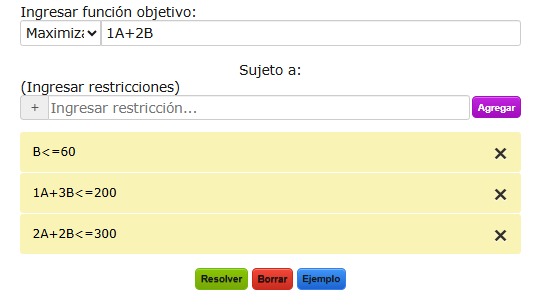 Ingresar función objetivo:
Maximiza 1A+2B
Sujeto a:
(Ingresar restricciones)
+ Ingresar restricción...
Agregar
B<=60 ×
1A+3B<=200 ×
2A+2B<=300 ×
Resolver Borrar Ejemplo